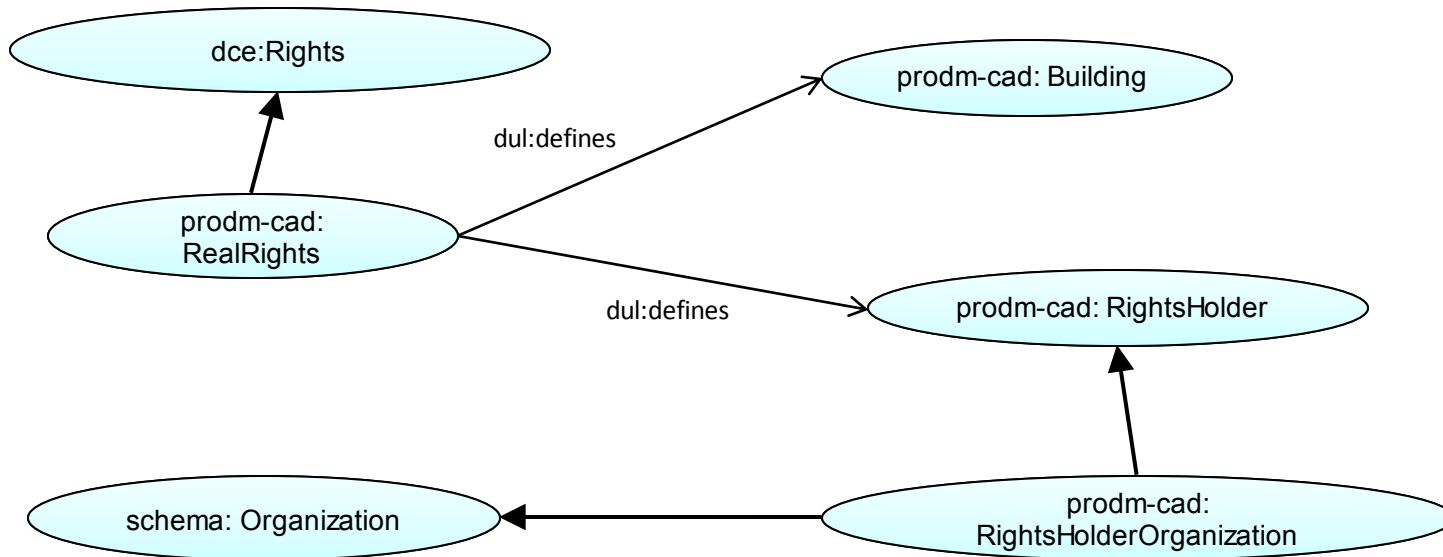 dce:Rights
prodm-cad: Building
dul:defines
prodm-cad:
RealRights
dul:defines
prodm-cad: RightsHolder
schema: Organization
prodm-cad:
RightsHolderOrganization